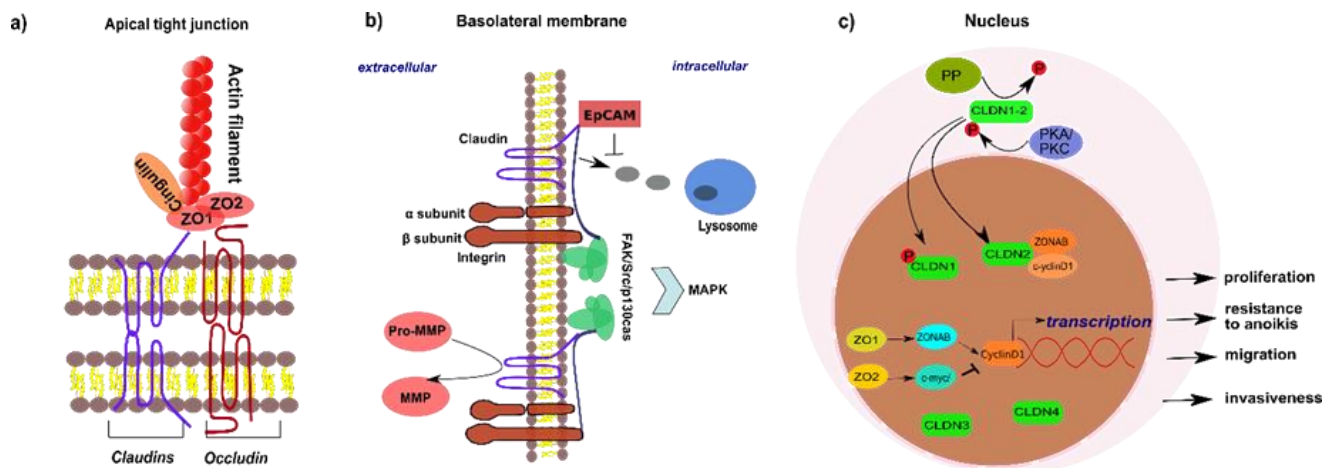 a)
Apical tight junction
Actin filament
Cingulin
ZO2
ZO1
Claudins
Occludin
b)
Basolateral membrane
extracellular
intracellular
EpCAM
Claudin
α subunit
β subunit
Integrin
Lysosome
FAK/Src/p130cas
MAPK
Pro-MMP
MMP
c)
Nucleus
PP
P
CLDN1-2
P
PKA/
PKC
P
CLDN1
CLDN2
ZONAB
c-yclinD1
proliferation
resistance
to anoikis
migration
invasiveness
transcription
ZO1
ZONAB
CyclinD1
ZO2
c-myc
CLDN3
CLDN4